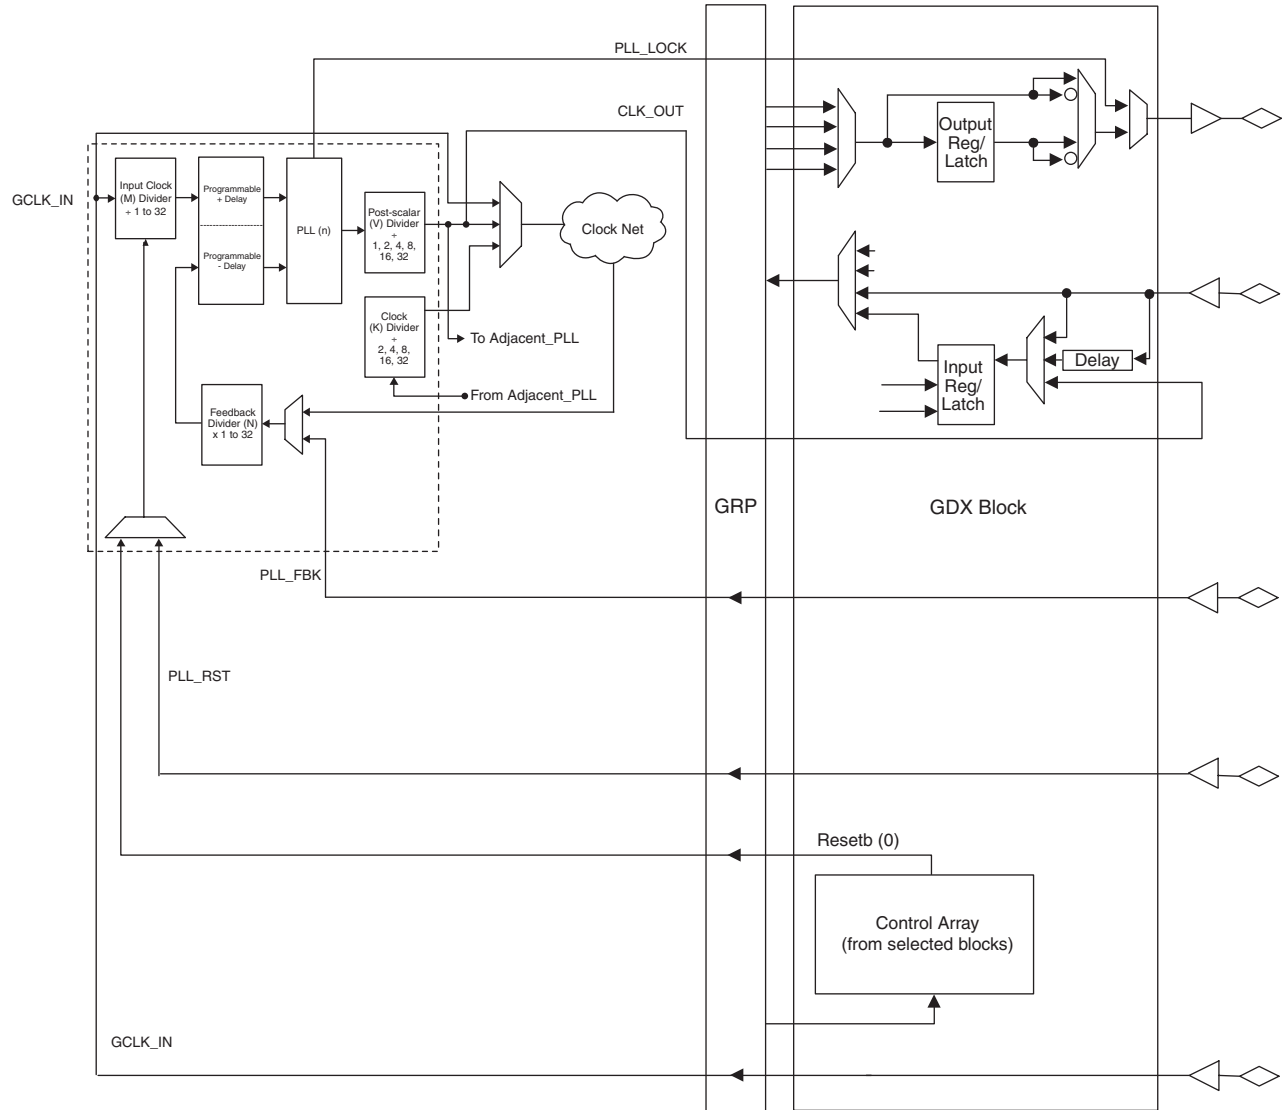 PLL_LOCK
CLK_OUT
GCLK_IN
Input Clock
(M) Divider
÷ 1 to 32
Programmable
+ Delay
Programmable
- Delay
PLL (n)
Post-scalar
(V) Divider
÷
1, 2, 4, 8,
16, 32
Clock Net
Clock
(K) Divider
÷
2, 4, 8,
16, 32
To Adjacent_PLL
From Adjacent_PLL
Feedback
Divider (N)
x 1 to 32
Output
Reg/
Latch
Delay
Input
Reg/
Latch
GRP
GDX Block
PLL_FBK
PLL_RST
Resetb (0)
Control Array
(from selected blocks)
GCLK_IN